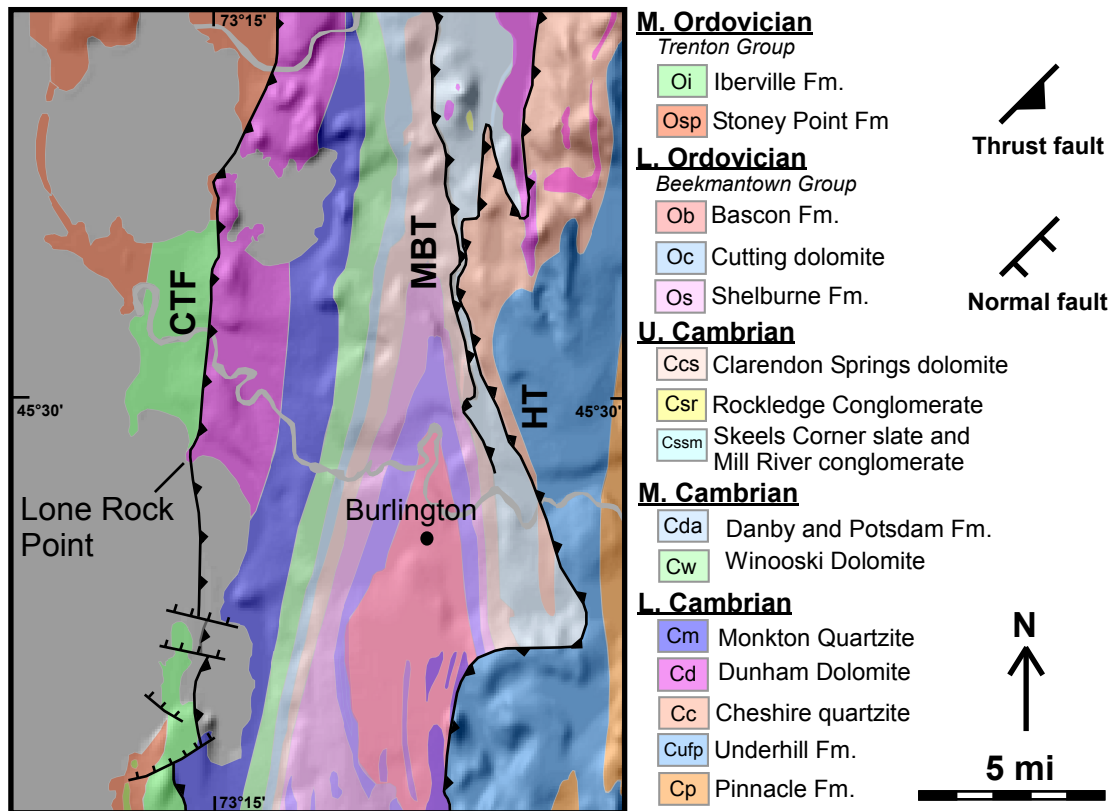 73°15'
CTF
MBT
HT
45°30'
45°30'
Lone Rock
Point
Burlington
73°15'
M. Ordovician
Trenton Group
Oi Iberville Fm.
Osp Stoney Point Fm
L. Ordovician
Beekmantown Group
Ob Bascon Fm.
Oc Cutting dolomite
Os Shelburne Fm.
U. Cambrian
Ccs Clarendon Springs dolomite
Csr Rockledge Conglomerate
Cssm Skeels Corner slate and
Mill River conglomerate
M. Cambrian
Cda Danby and Potsdam Fm.
Cw Winooski Dolomite
L. Cambrian
Cm Monkton Quartzite
Cd Dunham Dolomite
Cc Cheshire quartzite
Cufp Underhill Fm.
Cp Pinnacle Fm.
Thrust fault
Normal fault
N
5 mi